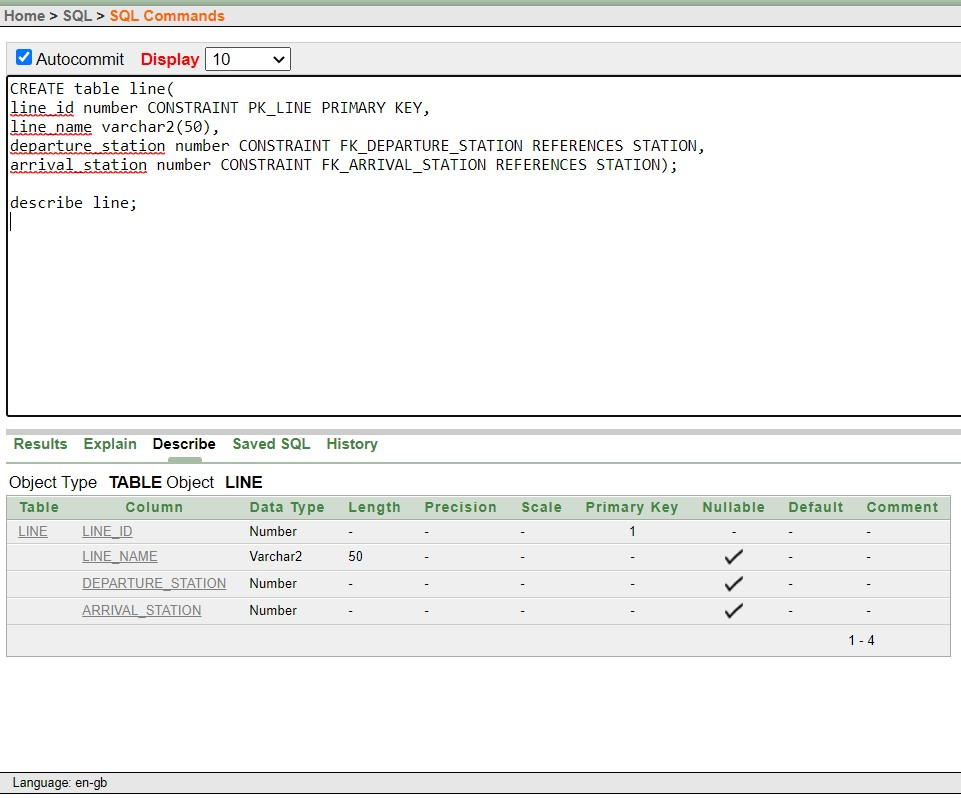 Home > SQL > SQL Commands
Autocommit Display 10
CREATE table line(
line_id number CONSTRAINT PK_LINE PRIMARY KEY,
line_name varchar2(50),
departure_station number CONSTRAINT FK_DEPARTURE_STATION REFERENCES STATION,
arrival_station number CONSTRAINT FK_ARRIVAL_STATION REFERENCES STATION);
describe line;
Results Explain Describe Saved SQL History
Object Type TABLE Object LINE
Table Column Data Type Length Precision Scale Primary Key Nullable Default Comment
LINE LINE_ID Number - - - 1 - - -
LINE_NAME Varchar2 50 - - - ✓ - -
DEPARTURE_STATION Number - - - - ✓ - -
ARRIVAL_STATION Number - - - - ✓ - -
1 - 4
Language: en-gb